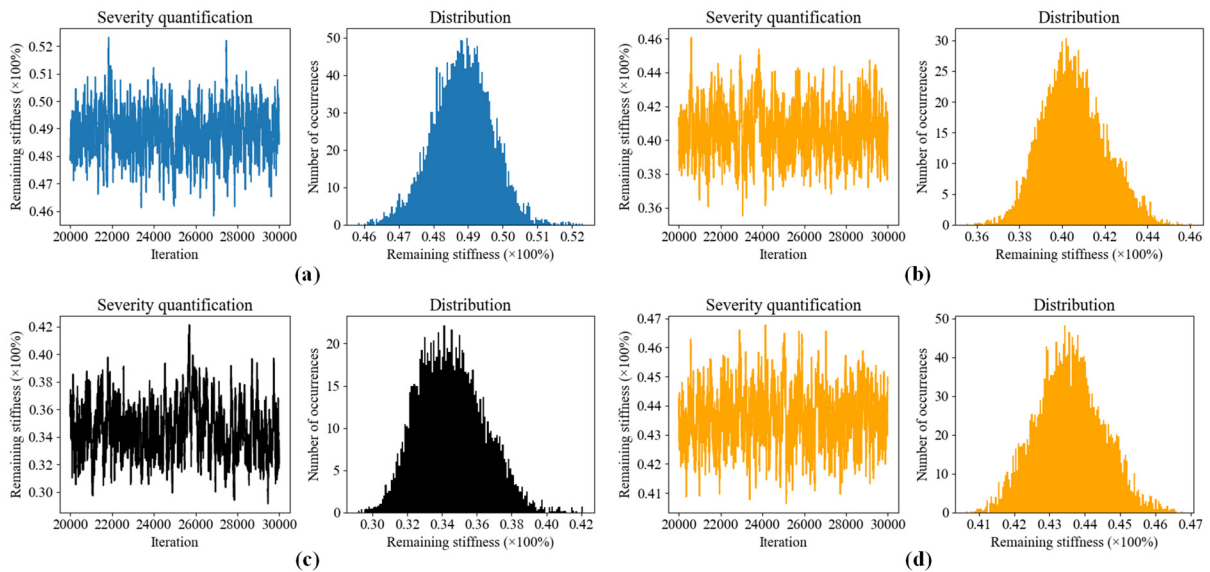 Severity quantification
Remaining stiffness (×100%)
0.52
0.51
0.50
0.49
0.48
0.47
0.46
20000 22000 24000 26000 28000 30000
Iteration
Distribution
Number of occurrences
50
40
30
20
10
0
0.46 0.47 0.48 0.49 0.50 0.51 0.52
Remaining stiffness (×100%)
(a)
Severity quantification
Remaining stiffness (×100%)
0.46
0.44
0.42
0.40
0.38
0.36
20000 22000 24000 26000 28000 30000
Iteration
Distribution
Number of occurrences
30
25
20
15
10
5
0
0.36 0.38 0.40 0.42 0.44 0.46
Remaining stiffness (×100%)
(b)
Severity quantification
Remaining stiffness (×100%)
0.42
0.40
0.38
0.36
0.34
0.32
0.30
20000 22000 24000 26000 28000 30000
Iteration
Distribution
Number of occurrences
20
15
10
5
0
0.30 0.32 0.34 0.36 0.38 0.40 0.42
Remaining stiffness (×100%)
(c)
Severity quantification
Remaining stiffness (×100%)
0.47
0.46
0.45
0.44
0.43
0.42
0.41
20000 22000 24000 26000 28000 30000
Iteration
Distribution
Number of occurrences
50
40
30
20
10
0
0.41 0.42 0.43 0.44 0.45 0.46 0.47
Remaining stiffness (×100%)
(d)